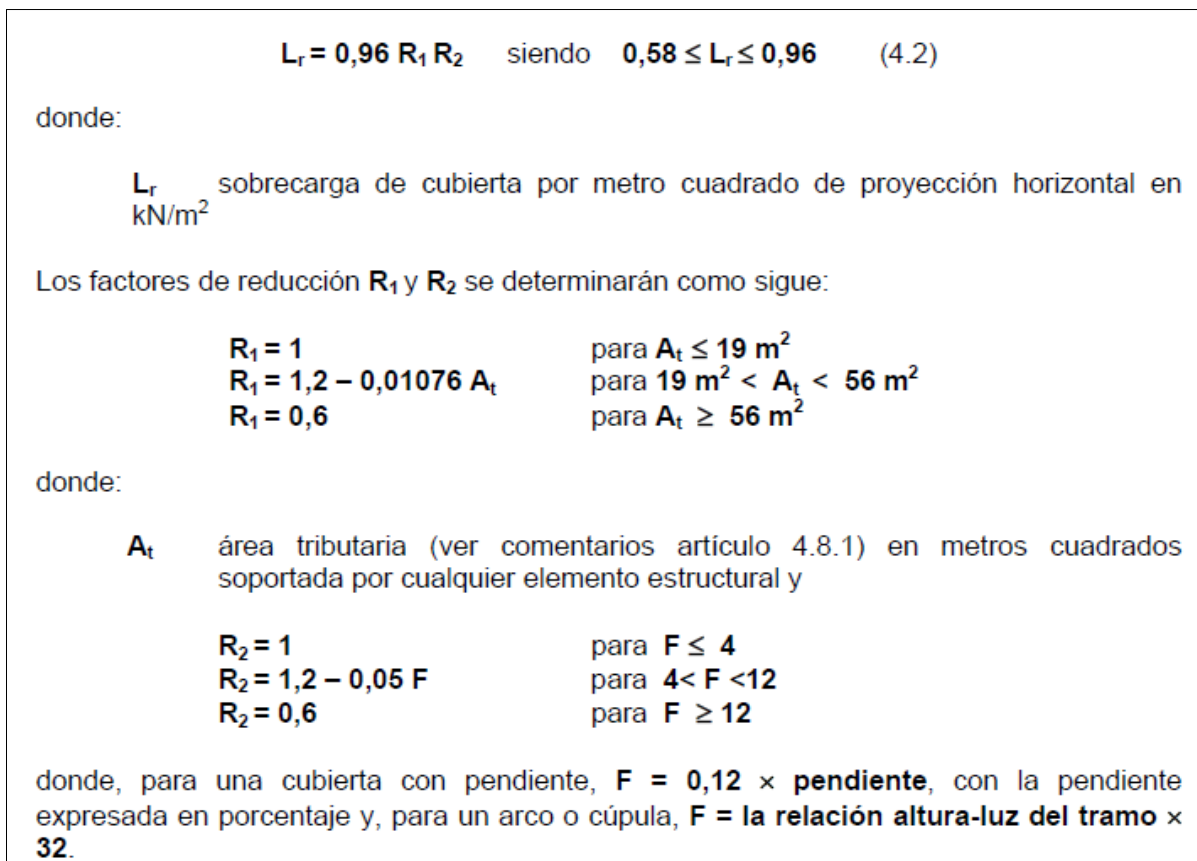 Lr = 0,96 R1 R2 siendo 0,58 ≤ Lr ≤ 0,96 (4.2)
donde:
Lr sobrecarga de cubierta por metro cuadrado de proyección horizontal en
kN/m²
Los factores de reducción R1 y R2 se determinarán como sigue:
R1 = 1 para At ≤ 19 m²
R1 = 1,2 – 0,01076 At para 19 m² < At < 56 m²
R1 = 0,6 para At ≥ 56 m²
donde:
At área tributaria (ver comentarios artículo 4.8.1) en metros cuadrados
soportada por cualquier elemento estructural y
R2 = 1 para F ≤ 4
R2 = 1,2 – 0,05 F para 4< F <12
R2 = 0,6 para F ≥ 12
donde, para una cubierta con pendiente, F = 0,12 × pendiente, con la pendiente
expresada en porcentaje y, para un arco o cúpula, F = la relación altura-luz del tramo ×
32.